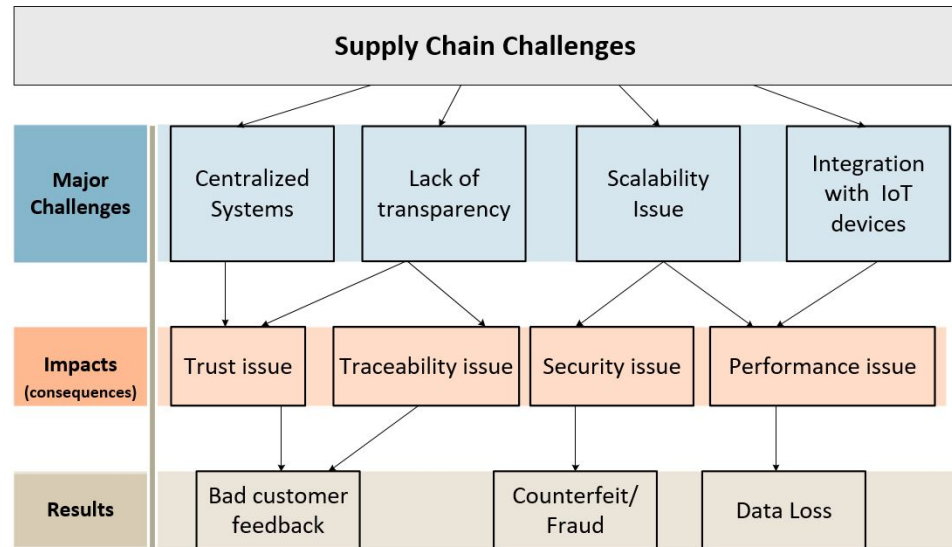 Supply Chain Challenges
Major
Challenges
Centralized
Systems
Lack of
transparency
Scalability
Issue
Integration
with IoT
devices
Impacts
(consequences)
Trust issue
Traceability issue
Security issue
Performance issue
Results
Bad customer
feedback
Counterfeit/
Fraud
Data Loss